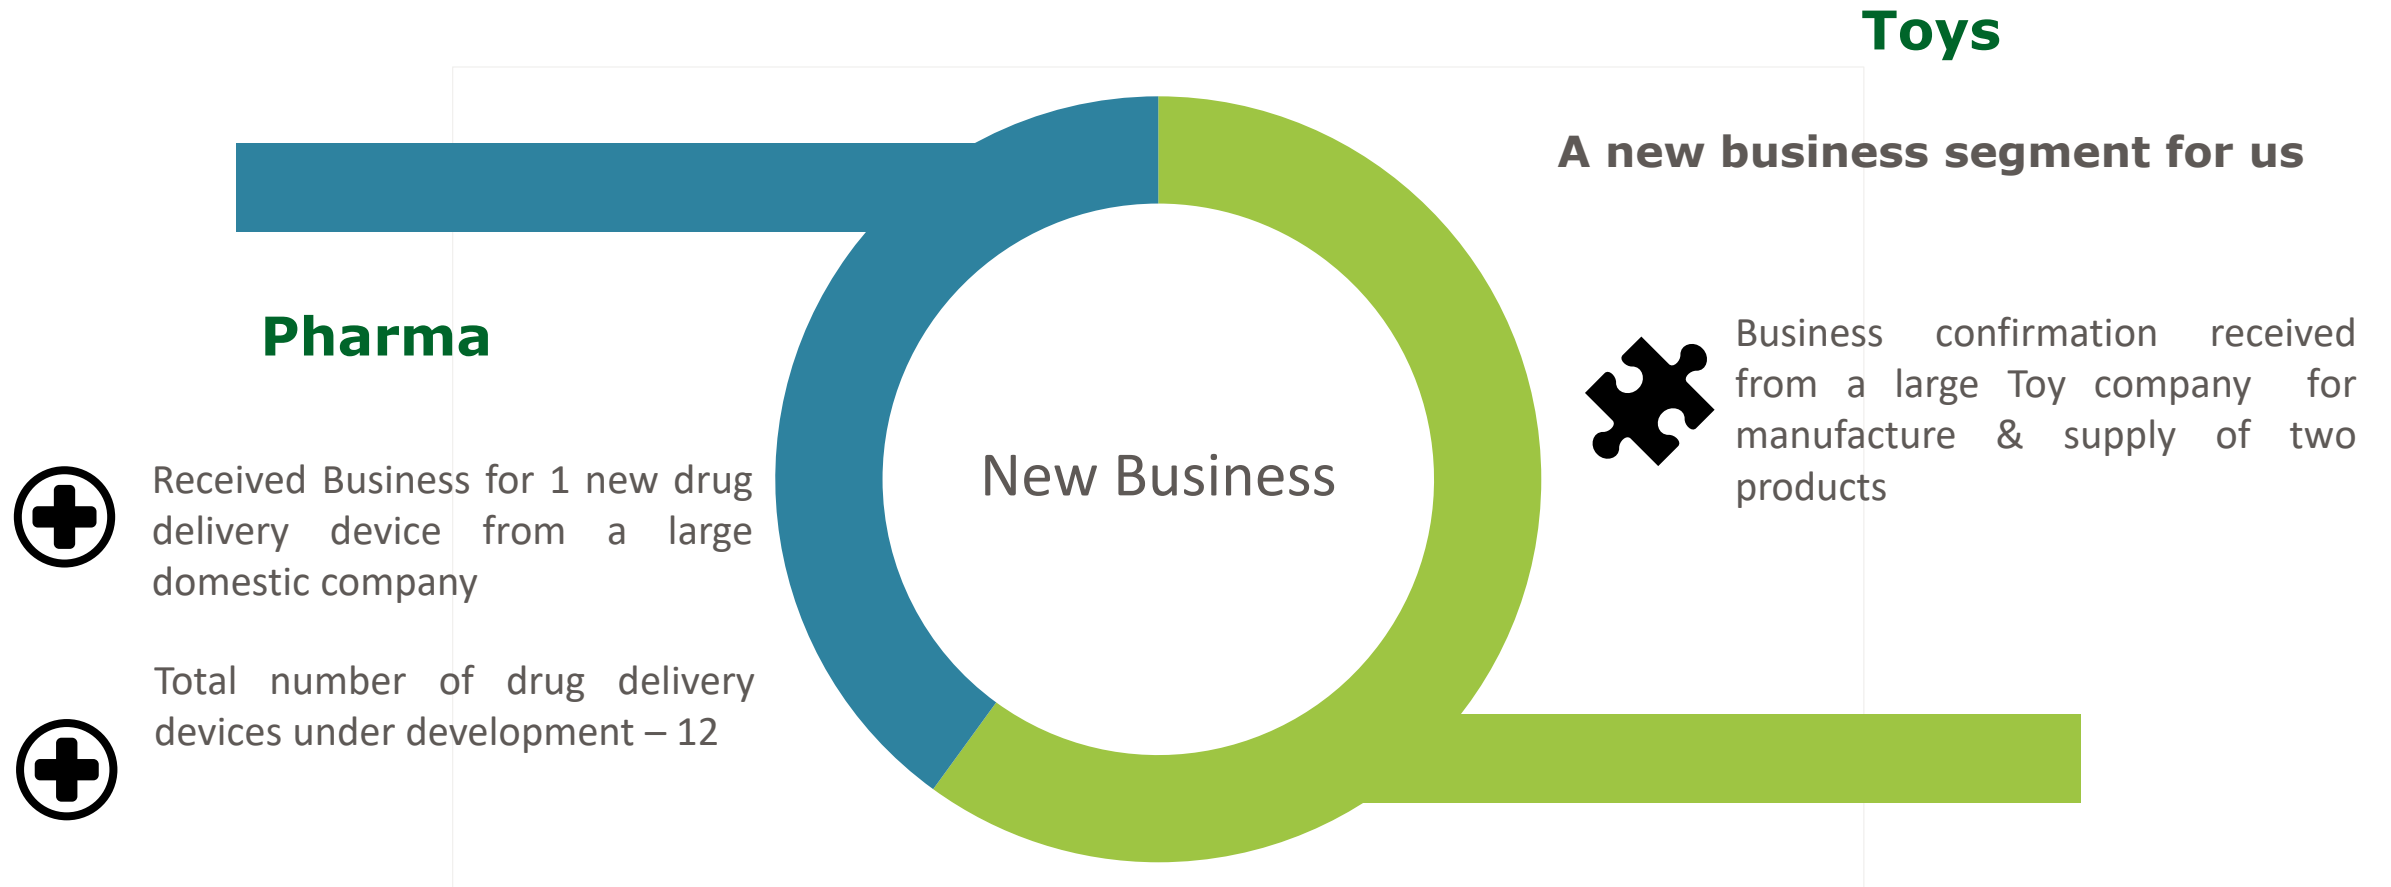 Toys
A new business segment for us
Business confirmation received
from a large Toy company for
manufacture & supply of two
products
New Business
Pharma
Received Business for 1 new drug
delivery device from a large
domestic company
Total number of drug delivery
devices under development – 12